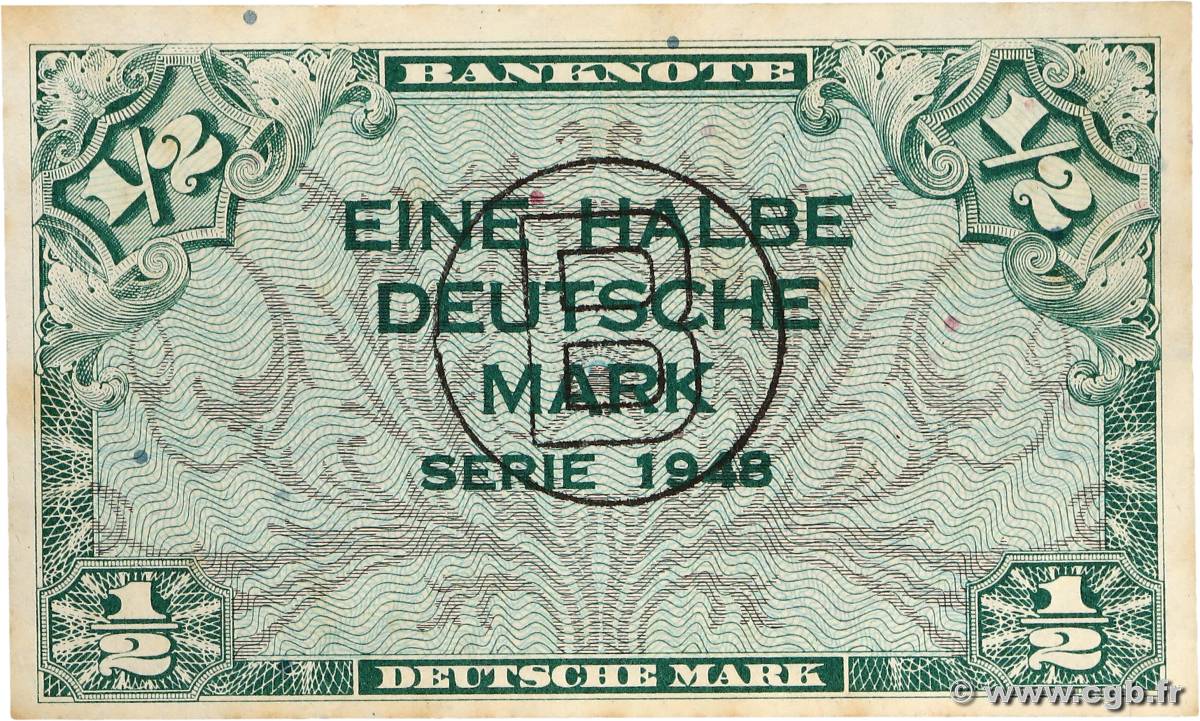 BANKNOTE
1/2
1/2
EINE HALBE
DEUTSCHE
MARK
B
SERIE 1948
1/2
1/2
DEUTSCHE MARK
© www.cgb.fr